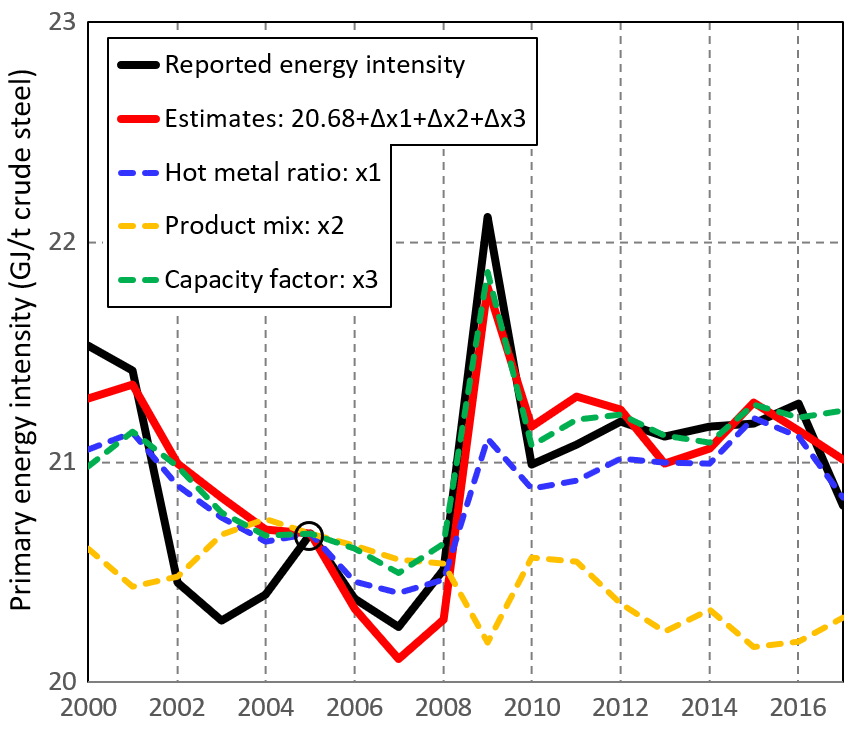 Primary energy intensity (GJ/t crude steel)
23
22
21
20
Reported energy intensity
Estimates: 20.68+Δx1+Δx2+Δx3
Hot metal ratio: x1
Product mix: x2
Capacity factor: x3
2000 2002 2004 2006 2008 2010 2012 2014 2016